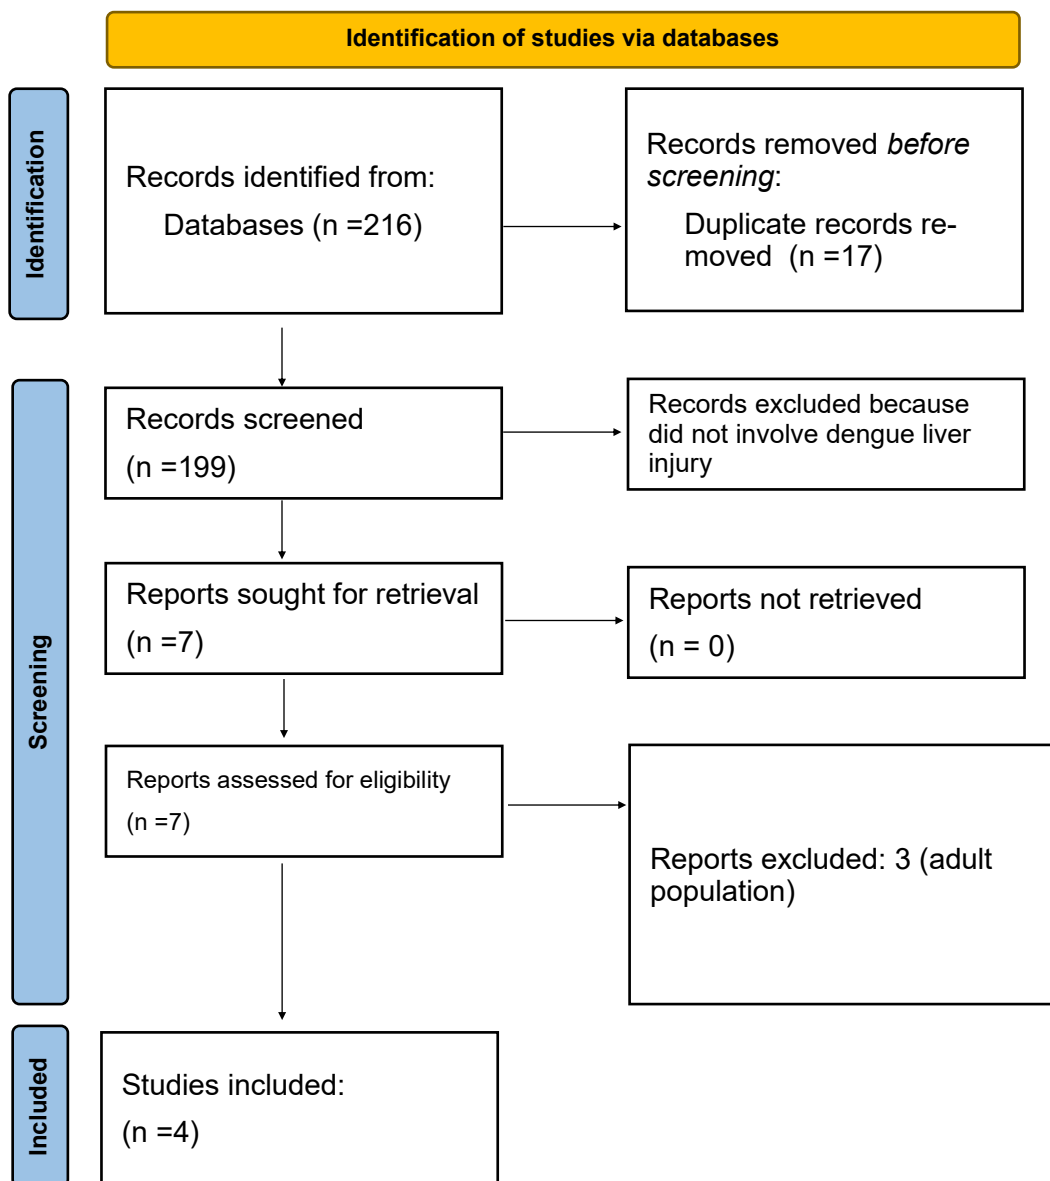 Identification of studies via databases
Identification
Records identified from:
Databases (n =216)
Records removed before
screening:
Duplicate records re-
moved  (n =17)
Screening
Records screened
(n =199)
Records excluded because
did not involve dengue liver
injury
Reports sought for retrieval
(n =7)
Reports not retrieved
(n = 0)
Reports assessed for eligibility
(n =7)
Reports excluded: 3 (adult
population)
Included
Studies included:
(n =4)